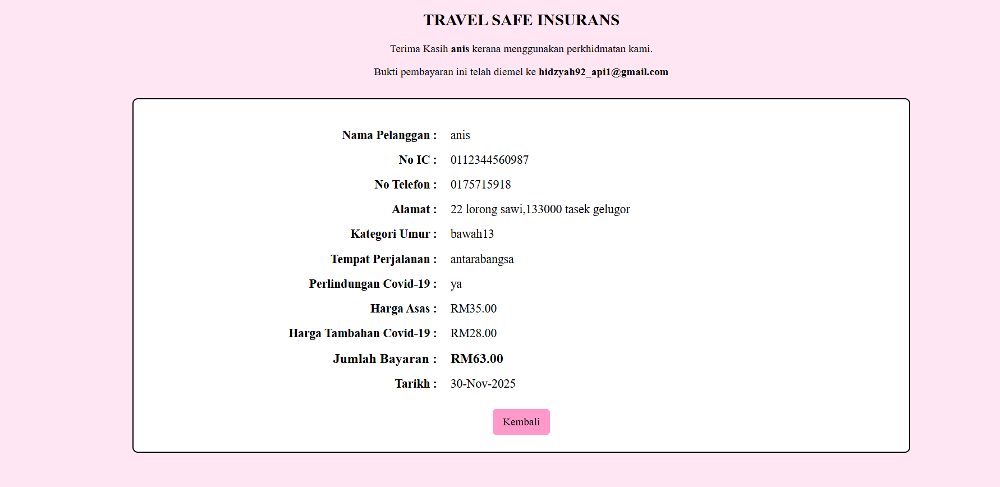 TRAVEL SAFE INSURANS
Terima Kasih anis kerana menggunakan perkhidmatan kami.
Bukti pembayaran ini telah diemel ke hidzyah92_api1@gmail.com
Nama Pelanggan : anis
No IC : 0112344560987
No Telefon : 0175715918
Alamat : 22 lorong sawi,133000 tasek gelugor
Kategori Umur : bawah13
Tempat Perjalanan : antarabangsa
Perlindungan Covid-19 : ya
Harga Asas : RM35.00
Harga Tambahan Covid-19 : RM28.00
Jumlah Bayaran : RM63.00
Tarikh : 30-Nov-2025
Kembali